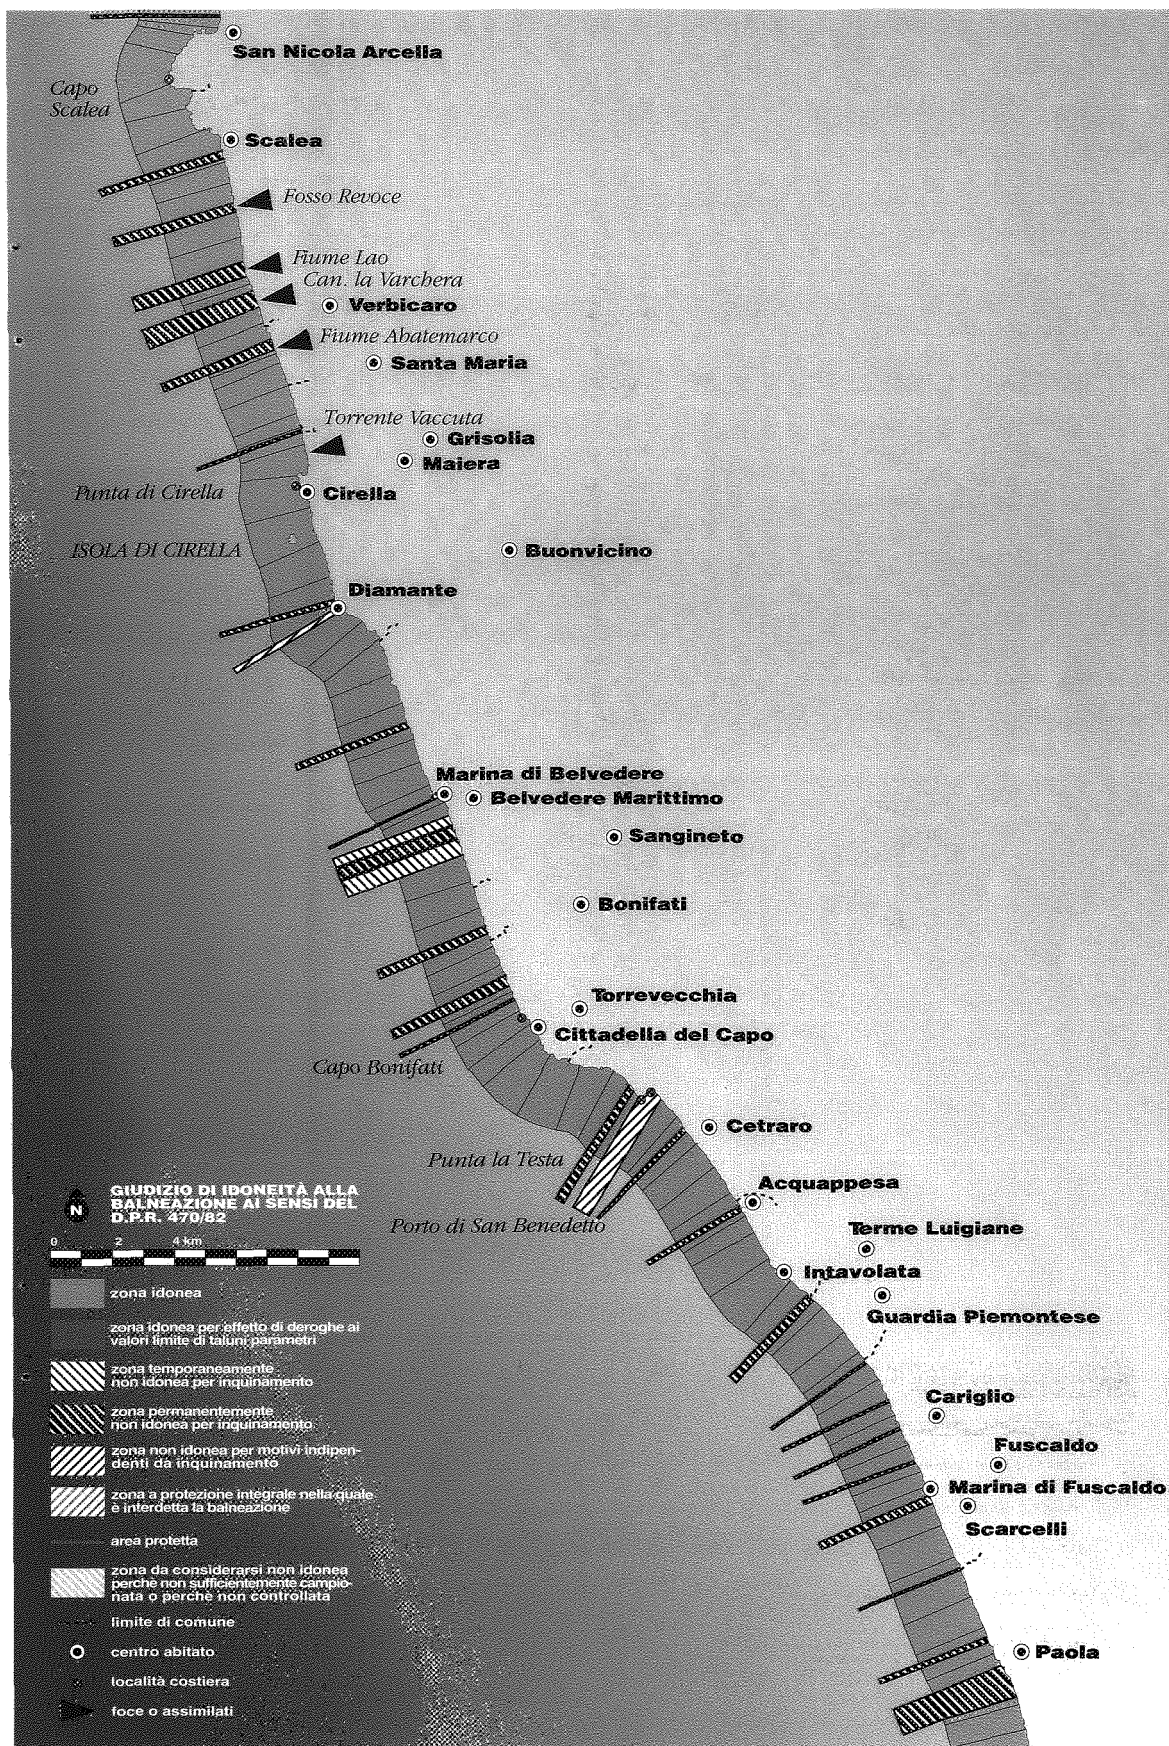 San Nicola Arcella
Capo
Scalea
Scalea
Fosso Revoce
Fiume Lao
Can. la Varchera
Verbicaro
Fiume Abatemarco
Santa Maria
Torrente Vaccuta
Grisolia
Maiera
Punta di Cirella
Cirella
ISOLA DI CIRELLA
Buonvicino
Diamante
Marina di Belvedere
Belvedere Marittimo
Sangineto
Bonifati
Torrevecchia
Cittadella del Capo
Capo Bonifati
Cetraro
Punta la Testa
Acquappesa
Porto di San Benedetto
Terme Luigiane
Intavolata
Guardia Piemontese
Cariglio
Fuscaldo
Marina di Fuscaldo
Scarcelli
Paola
N
GIUDIZIO DI IDONEITÀ ALLA
BALNEAZIONE AI SENSI DEL
D.P.R. 470/82
0 2 4 km
zona idonea
zona idonea per effetto di deroghe ai
valori limite di taluni parametri
zona temporaneamente
non idonea per inquinamento
zona permanentemente
non idonea per inquinamento
zona non idonea per motivi indipen-
denti da inquinamento
zona a protezione integrale nella quale
è interdetta la balneazione
area protetta
zona da considerarsi non idonea
perchè non sufficientemente campio-
nata o perchè non controllata
limite di comune
centro abitato
località costiera
foce o assimilati